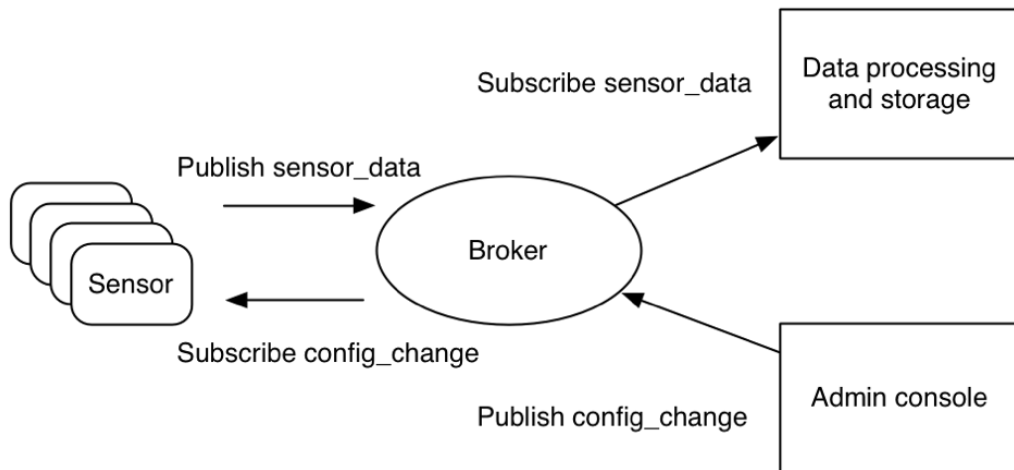 Data processing
and storage
Subscribe sensor_data
Publish sensor_data
Broker
Sensor
Subscribe config_change
Admin console
Publish config_change